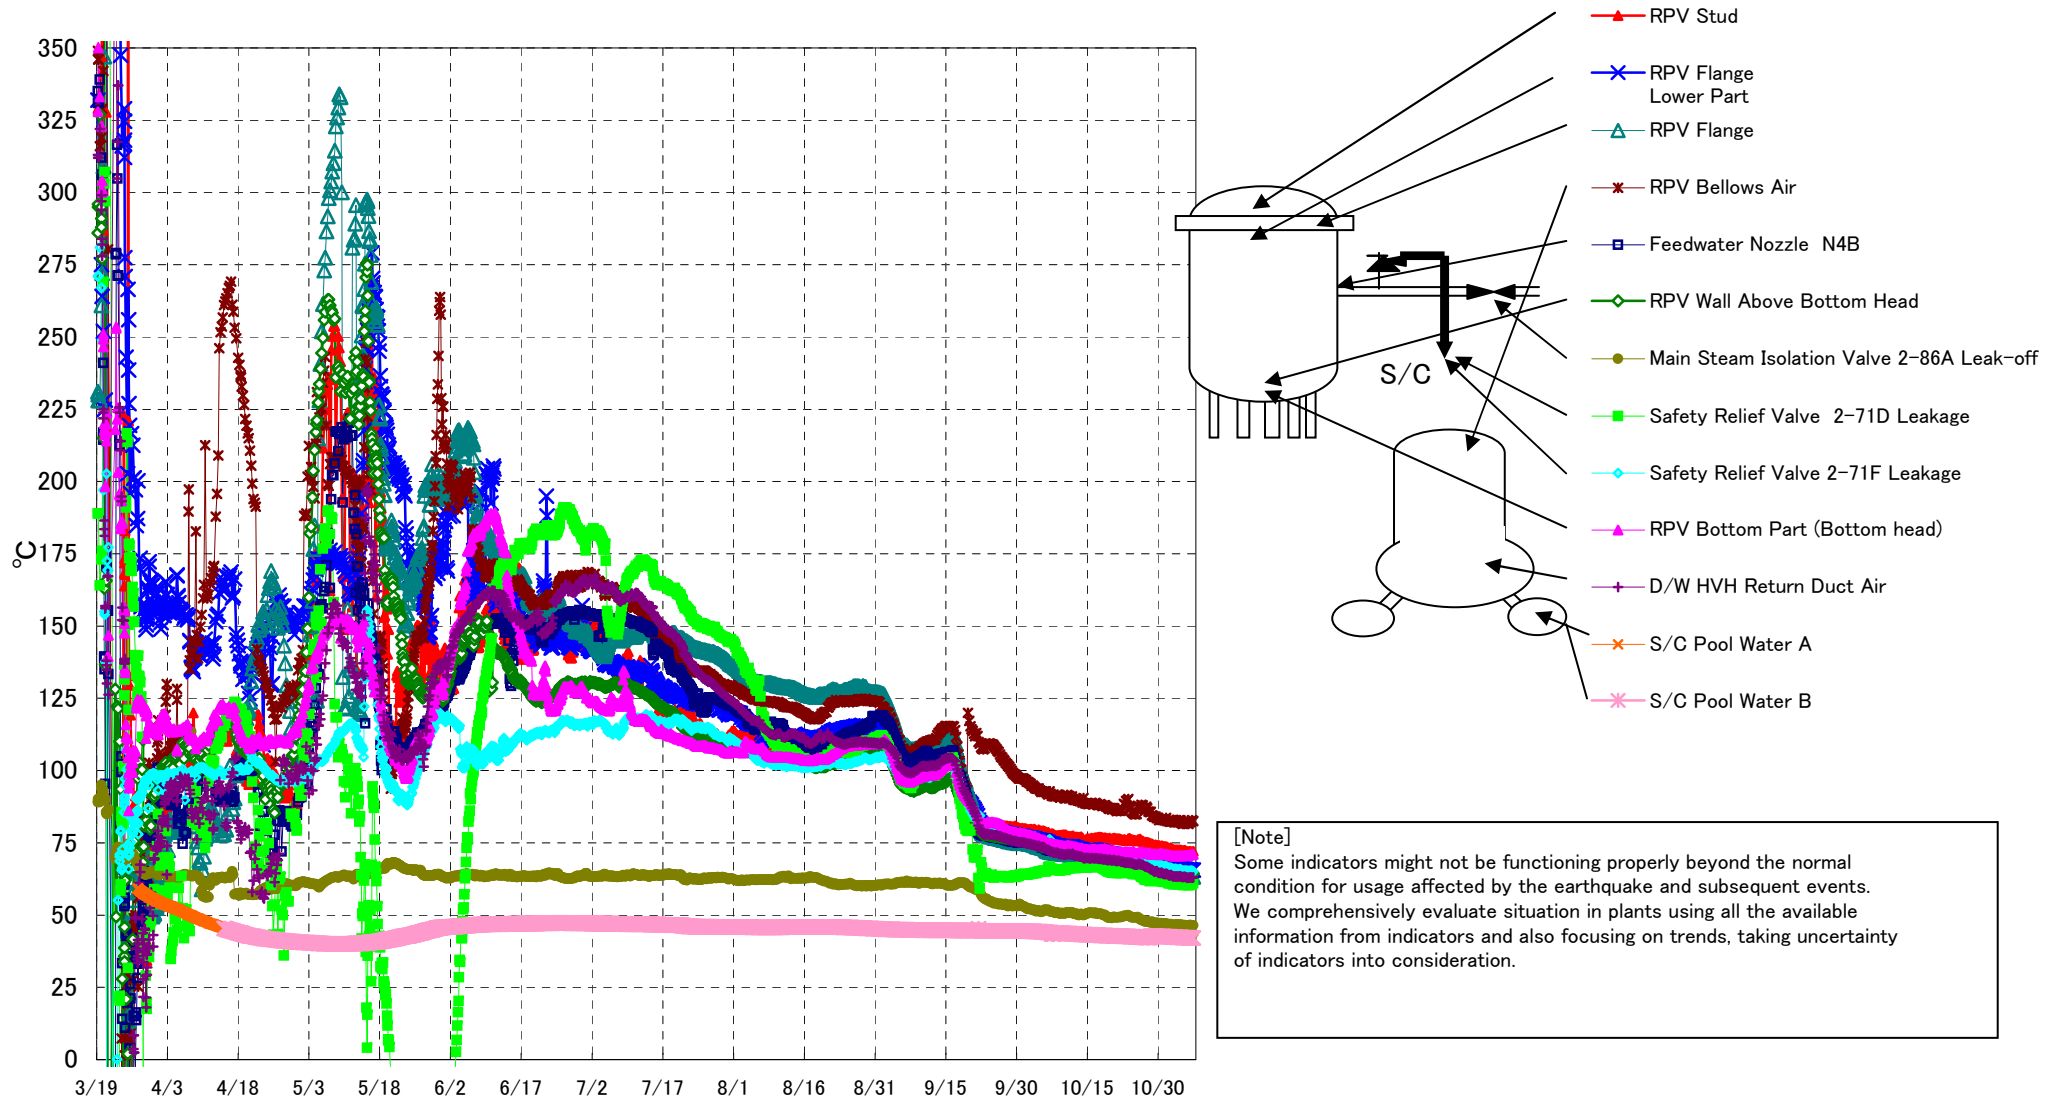 350
325
300
275
250
225
200
175
150
125
100
75
50
25
0
℃
3/19 4/3 4/18 5/3 5/18 6/2 6/17 7/2 7/17 8/1 8/16 8/31 9/15 9/30 10/15 10/30
S/C
RPV Stud
RPV Flange
Lower Part
RPV Flange
RPV Bellows Air
Feedwater Nozzle N4B
RPV Wall Above Bottom Head
Main Steam Isolation Valve 2-86A Leak-off
Safety Relief Valve 2-71D Leakage
Safety Relief Valve 2-71F Leakage
RPV Bottom Part (Bottom head)
D/W HVH Return Duct Air
S/C Pool Water A
S/C Pool Water B
[Note]
Some indicators might not be functioning properly beyond the normal
condition for usage affected by the earthquake and subsequent events.
We comprehensively evaluate situation in plants using all the available
information from indicators and also focusing on trends, taking uncertainty
of indicators into consideration.